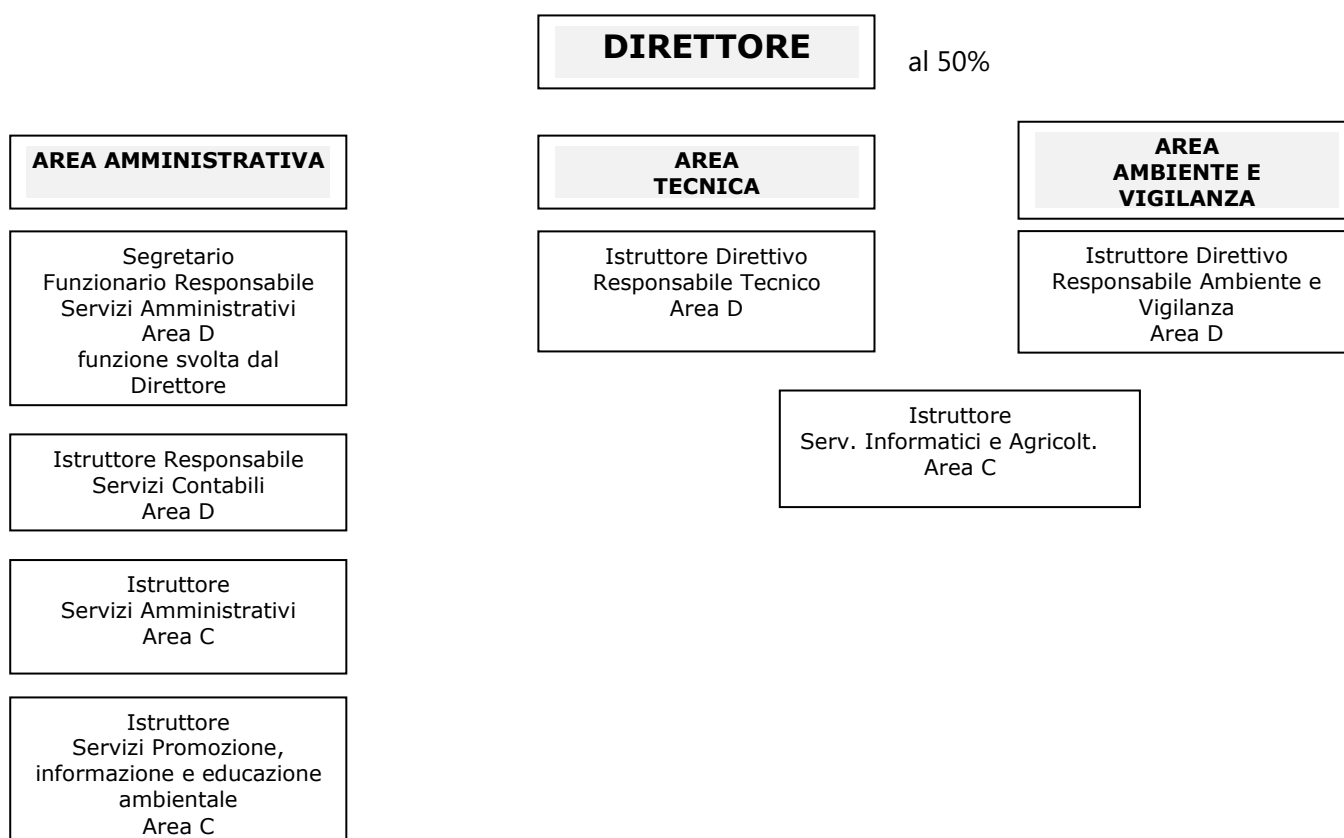 DIRETTORE
al 50%
AREA AMMINISTRATIVA
Segretario
Funzionario Responsabile
Servizi Amministrativi
Area D
funzione svolta dal
Direttore
Istruttore Responsabile
Servizi Contabili
Area D
Istruttore
Servizi Amministrativi
Area C
Istruttore
Servizi Promozione,
informazione e educazione
ambientale
Area C
AREA
TECNICA
Istruttore Direttivo
Responsabile Tecnico
Area D
AREA
AMBIENTE E
VIGILANZA
Istruttore Direttivo
Responsabile Ambiente e
Vigilanza
Area D
Istruttore
Serv. Informatici e Agricolt.
Area C